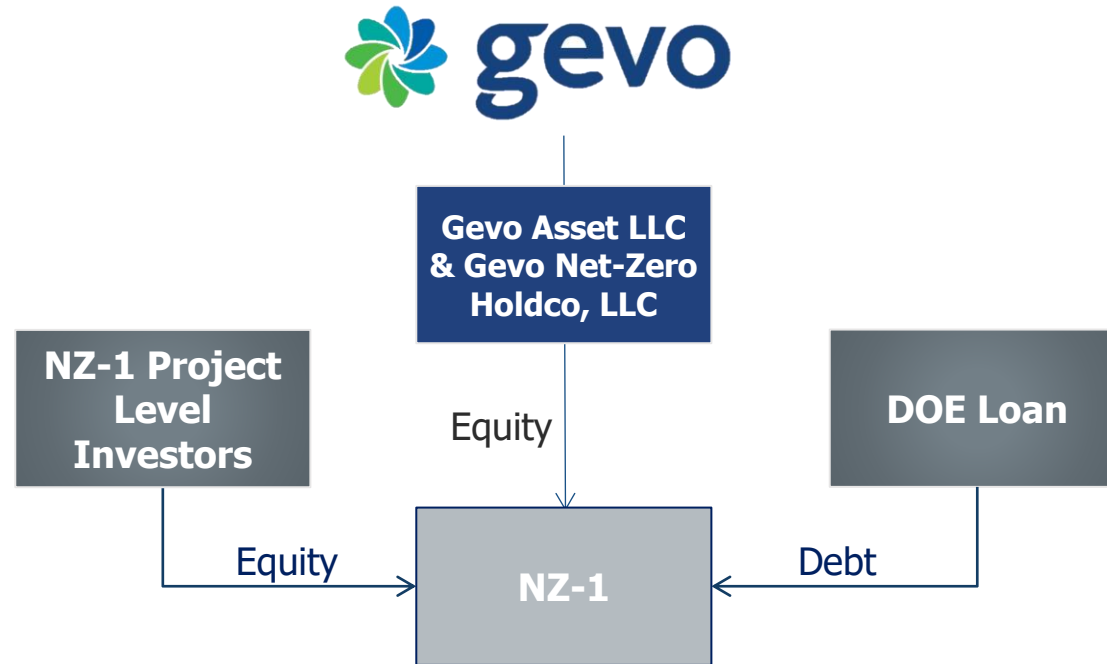 gevo
Gevo Asset LLC
& Gevo Net-Zero
Holdco, LLC
NZ-1 Project
Level
Investors
DOE Loan
Equity
Equity
Debt
NZ-1